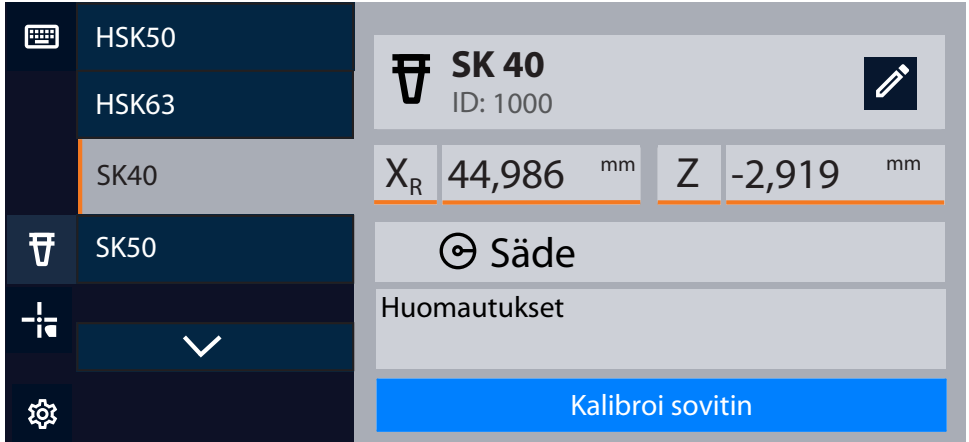 HSK50
HSK63
SK40
SK50
SK 40
ID: 1000
XR 44,986 mm Z -2,919 mm
Säde
Huomautukset
Kalibroi sovitin